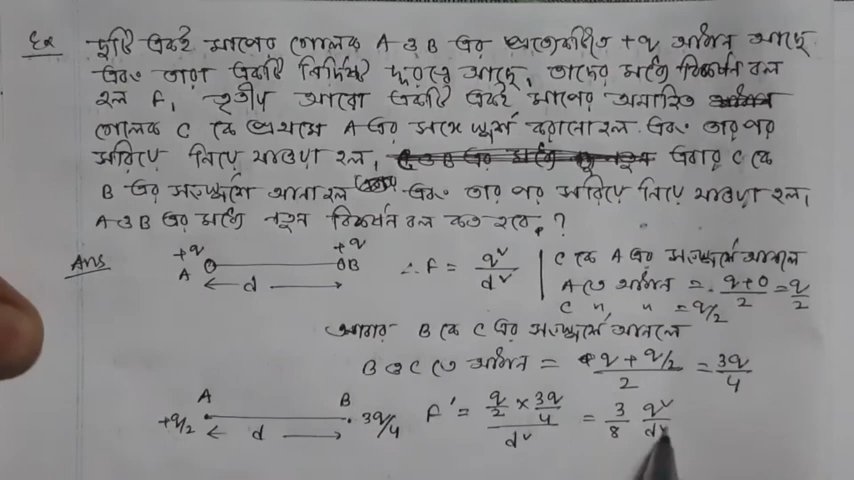 Ex দুটি একই মাপের গোলক A ও B এর প্রত্যেকটিতে +q আধান আছে
এবং তারা একটি নির্দিষ্ট দূরত্বে আছে, তাদের মধ্যে বিকর্ষন বল
হল F, তৃতীয় আরো একটি একই মাপের অনাহিত
গোলক C কে প্রথমে A এর সঙ্গে স্পর্শ করানো হল এবং তারপর
সরিয়ে নিয়ে যাওয়া হল, এবার C কে
B এর সংস্পর্শে আনা হল এবং তার পর সরিয়ে নিয়ে যাওয়া হল,
A ও B এর মধ্যে নতুন বিকর্ষন বল কত হবে ?
Ans +q A +q B d ∴ F = q²/d²
C কে A এর সংস্পর্শে আনলে
A তে আধান = q+0/2 = q/2
C " " = q/2
আবার B কে C এর সংস্পর্শে আনলে
B ও C তে আধান = q + q/2 / 2 = 3q/4
A B
+q/2 d 3q/4 F' = q/2 × 3q/4 / d² = 3/8 q²/d²